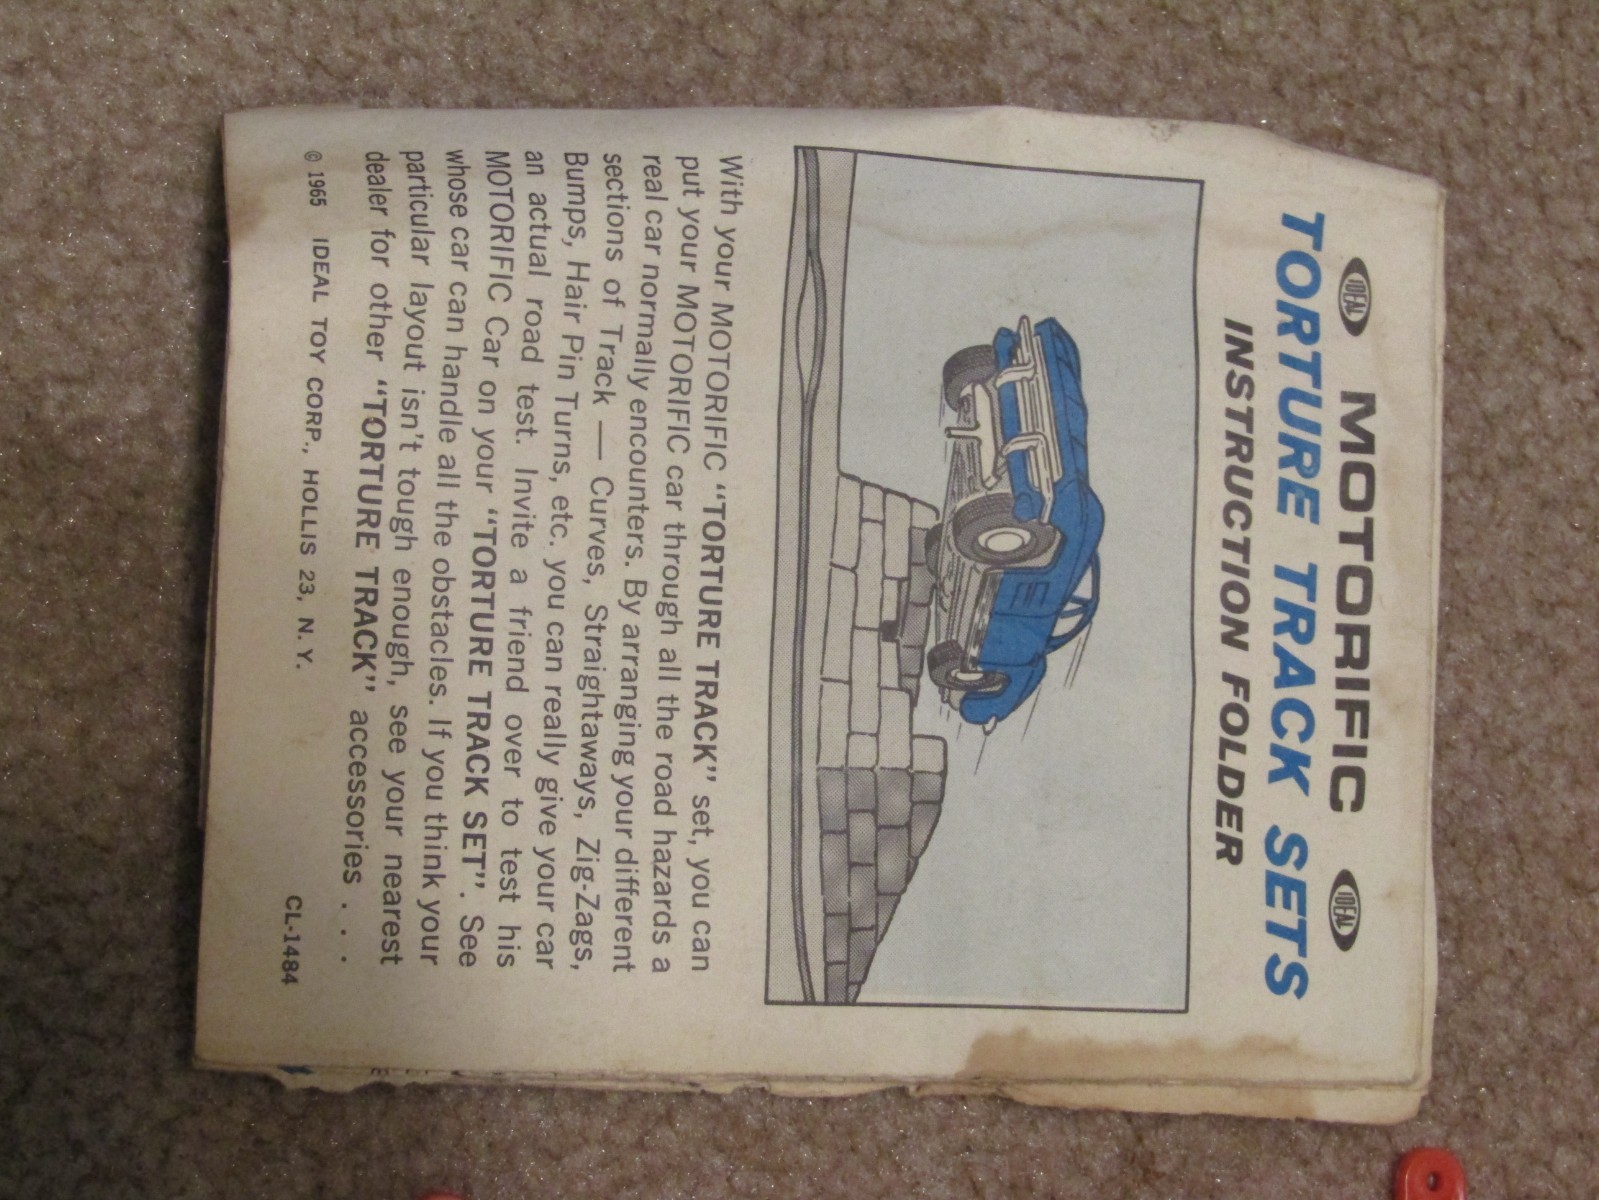 IDEAL MOTORIFIC IDEAL
TORTURE TRACK SETS
INSTRUCTION FOLDER
With your MOTORIFIC “TORTURE TRACK” set, you can
put your MOTORIFIC car through all the road hazards a
real car normally encounters. By arranging your different
sections of Track — Curves, Straightaways, Zig-Zags,
Bumps, Hair Pin Turns, etc. you can really give your car
an actual road test. Invite a friend over to test his
MOTORIFIC Car on your “TORTURE TRACK SET”. See
whose car can handle all the obstacles. If you think your
particular layout isn't tough enough, see your nearest
dealer for other “TORTURE TRACK” accessories . . .
© 1965 IDEAL TOY CORP., HOLLIS 23, N. Y.
CL-1484